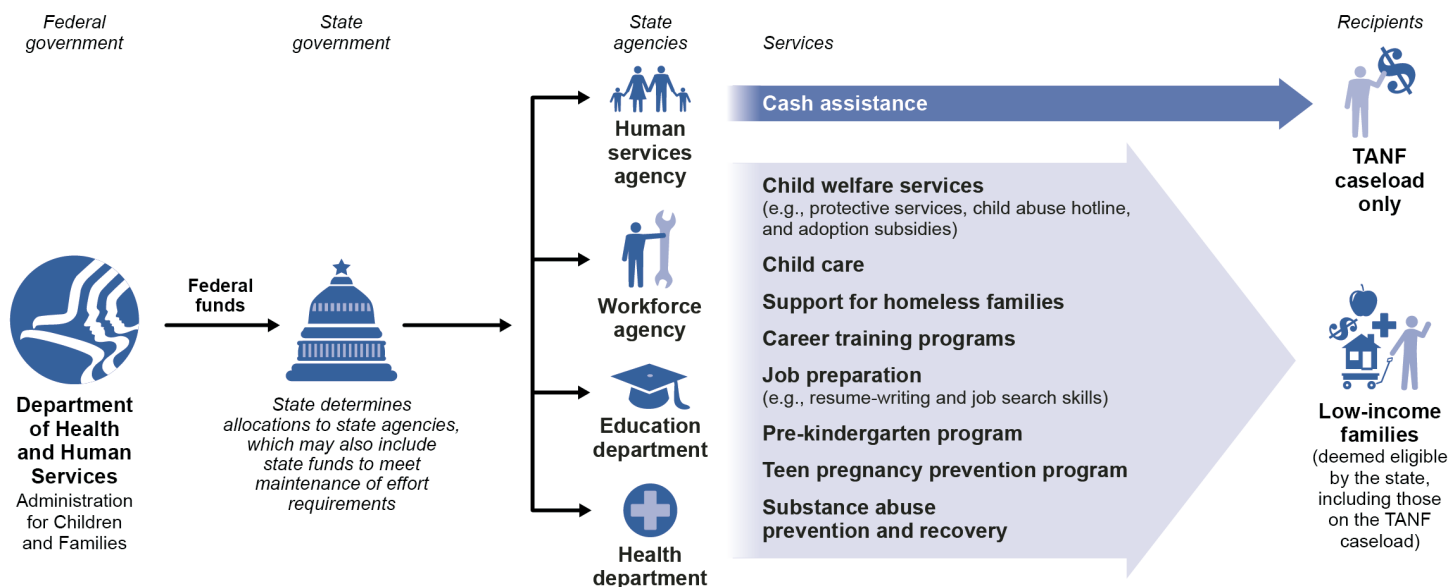 Federal
government
State
government
State
agencies
Services
Recipients
Department
of Health
and Human
Services
Administration
for Children
and Families
Federal
funds
State determines
allocations to state agencies,
which may also include
state funds to meet
maintenance of effort
requirements
Human
services
agency
Workforce
agency
Education
department
Health
department
Cash assistance
Child welfare services
(e.g., protective services, child abuse hotline,
and adoption subsidies)
Child care
Support for homeless families
Career training programs
Job preparation
(e.g., resume-writing and job search skills)
Pre-kindergarten program
Teen pregnancy prevention program
Substance abuse
prevention and recovery
$
TANF
caseload
only
$
Low-income
families
(deemed eligible
by the state,
including those
on the TANF
caseload)